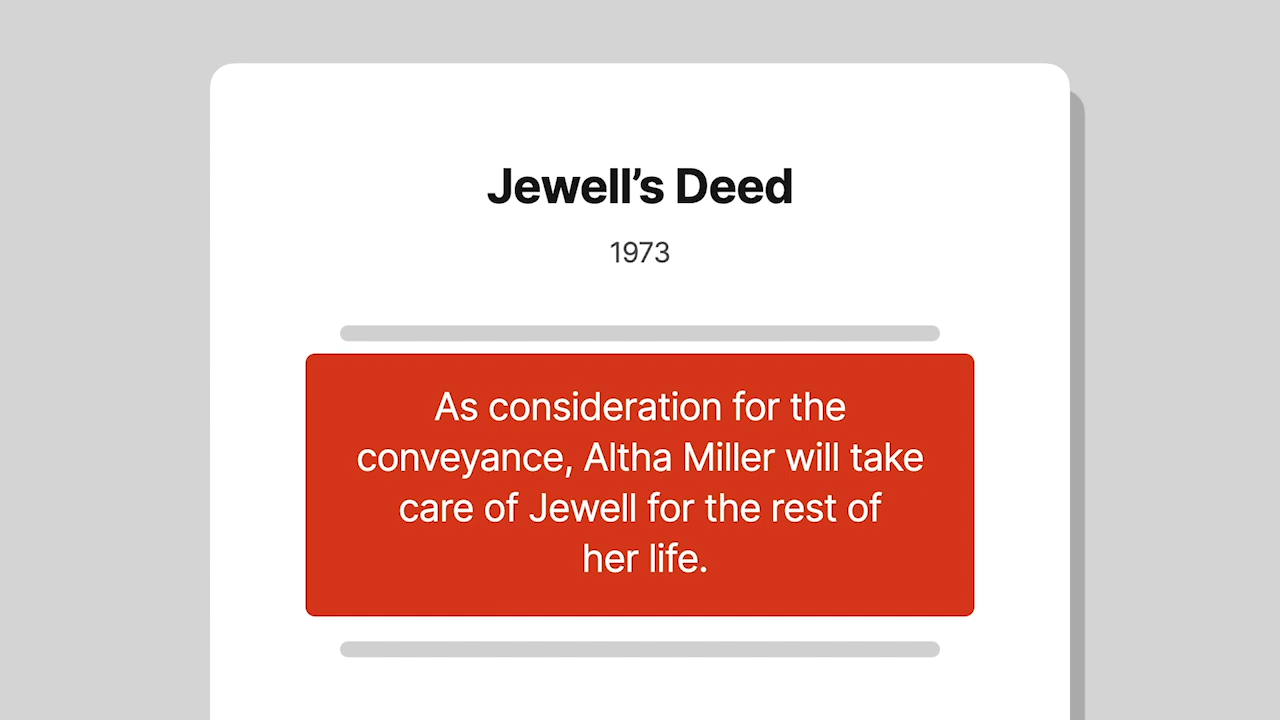 Jewell’s Deed
1973
As consideration for the
conveyance, Altha Miller will take
care of Jewell for the rest of
her life.